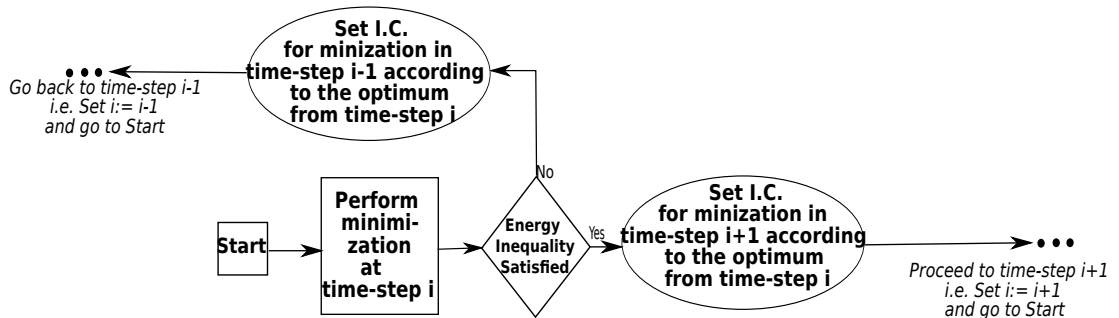 Set I.C.
for minization in
time-step i-1 according
to the optimum
from time-step i
Go back to time-step i-1
i.e. Set i:= i-1
and go to Start
No
Start
Perform
minimi-
zation
at
time-step i
Energy
Inequality
Satisfied
Yes
Set I.C.
for minization in
time-step i+1 according
to the optimum
from time-step i
Proceed to time-step i+1
i.e. Set i:= i+1
and go to Start